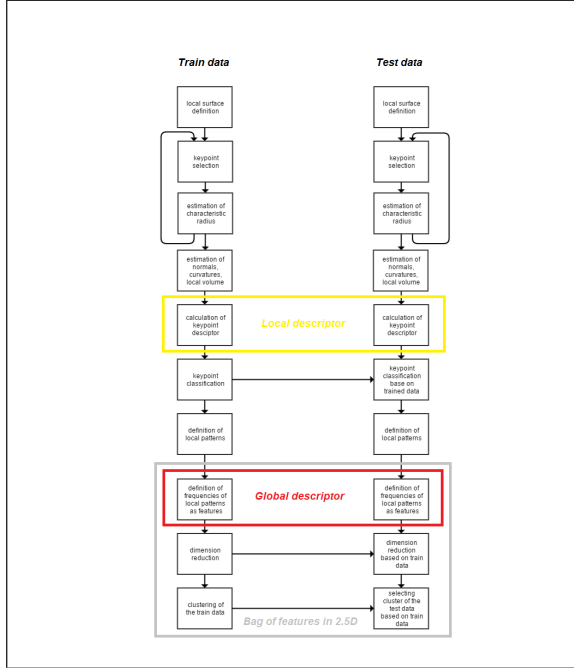 Train data
Test data
local surface
definition
local surface
definition
keypoint
selection
keypoint
selection
estimation of
characteristic
radius
estimation of
characteristic
radius
estimation of
normals,
curvatures,
local volume
estimation of
normals,
curvatures,
local volume
calculation of
keypoint
desciptor
Local descriptor
calculation of
keypoint
descriptor
keypoint
classification
keypoint
classification
base on
trained data
definition of
local patterns
definition of
local patterns
definition of
frequencies of
local patterns
as features
Global descriptor
definition of
frequencies of
local patterns
as features
dimension
reduction
dimension
reduction
based on train
data
clustering of
the train data
selecting
cluster of the
test data
based on train
data
Bag of features in 2.5D